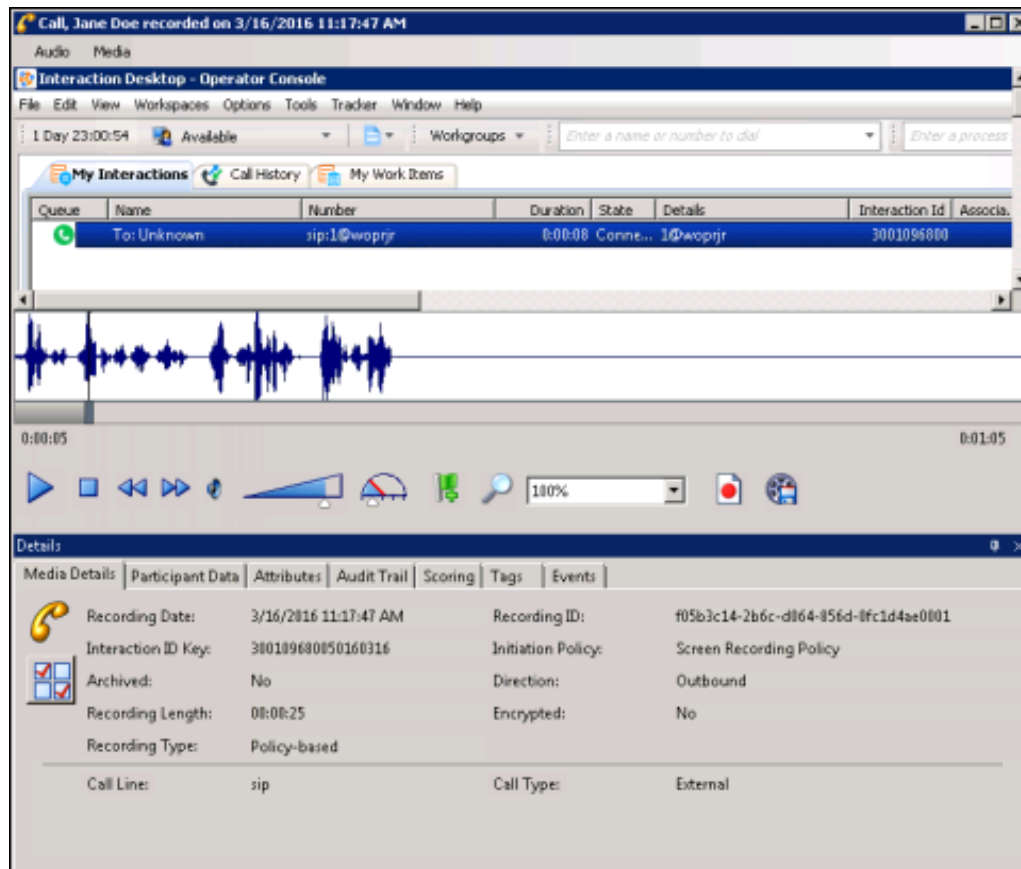 Call, Jane Doe recorded on 3/16/2016 11:17:47 AM
Audio Media
Interaction Desktop - Operator Console
File Edit View Workspaces Options Tools Tracker Window Help
1 Day 23:00:54 Available Workgroups Enter a name or number to dial Enter a process
My Interactions Call History My Work Items
Queue Name Number Duration State Details Interaction Id Associa.
To: Unknown sip:1@woprjr 0:00:08 Conne... 1@woprjr 3001096800
0:00:05 0:01:05
100%
Details
Media Details Participant Data Attributes Audit Trail Scoring Tags Events
Recording Date: 3/16/2016 11:17:47 AM Recording ID: f05b3c14-2b6c-d064-856d-0fc1d4ae0001
Interaction ID Key: 300109680050160316 Initiation Policy: Screen Recording Policy
Archived: No Direction: Outbound
Recording Length: 00:00:25 Encrypted: No
Recording Type: Policy-based
Call Line: sip Call Type: External